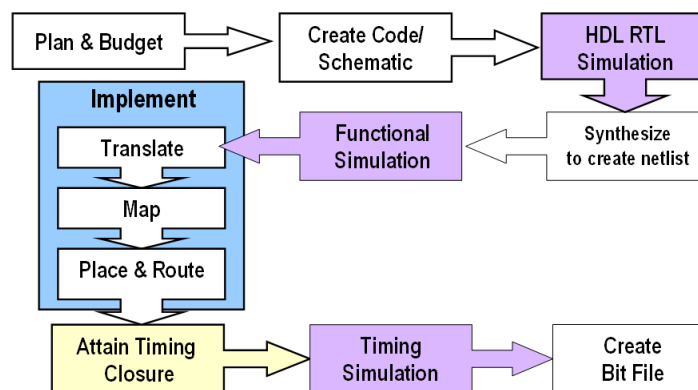 Plan & Budget
Create Code/
Schematic
HDL RTL
Simulation
Implement
Translate
Functional
Simulation
Synthesize
to create netlist
Map
Place & Route
Attain Timing
Closure
Timing
Simulation
Create
Bit File